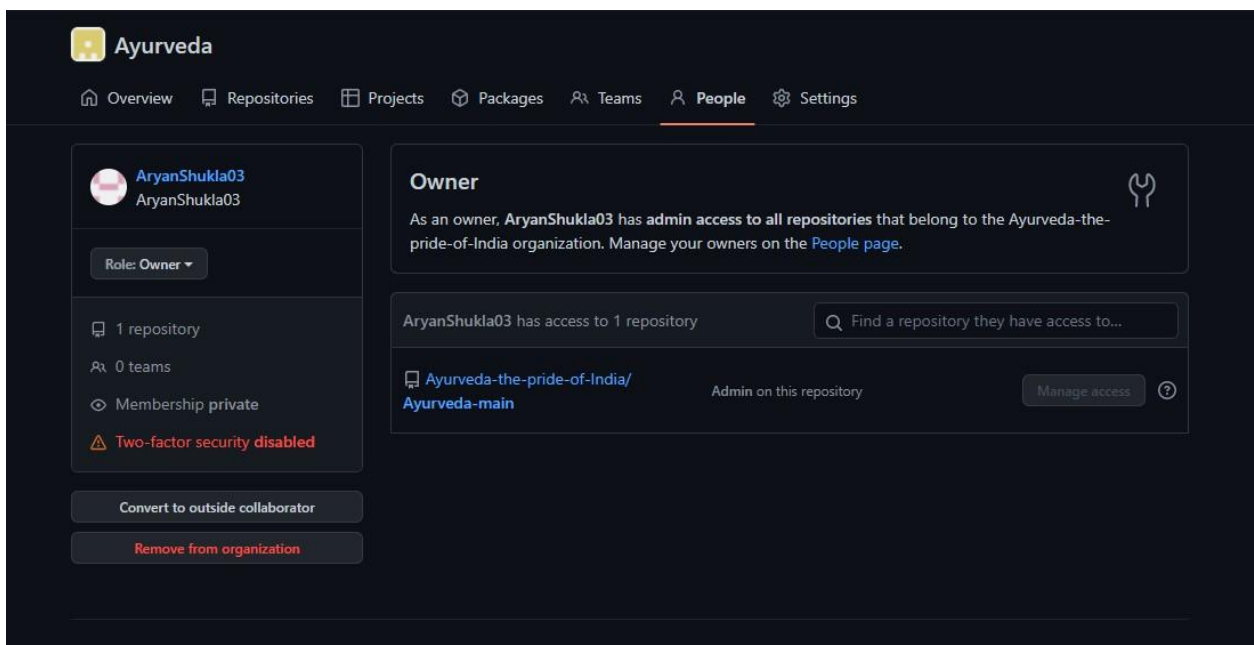 Ayurveda
Overview Repositories Projects Packages Teams People Settings
AryanShukla03
AryanShukla03
Role: Owner
1 repository
0 teams
Membership private
Two-factor security disabled
Convert to outside collaborator
Remove from organization
Owner
As an owner, AryanShukla03 has admin access to all repositories that belong to the Ayurveda-the-
pride-of-India organization. Manage your owners on the People page.
AryanShukla03 has access to 1 repository
Find a repository they have access to...
Ayurveda-the-pride-of-India/
Ayurveda-main
Admin on this repository
Manage access